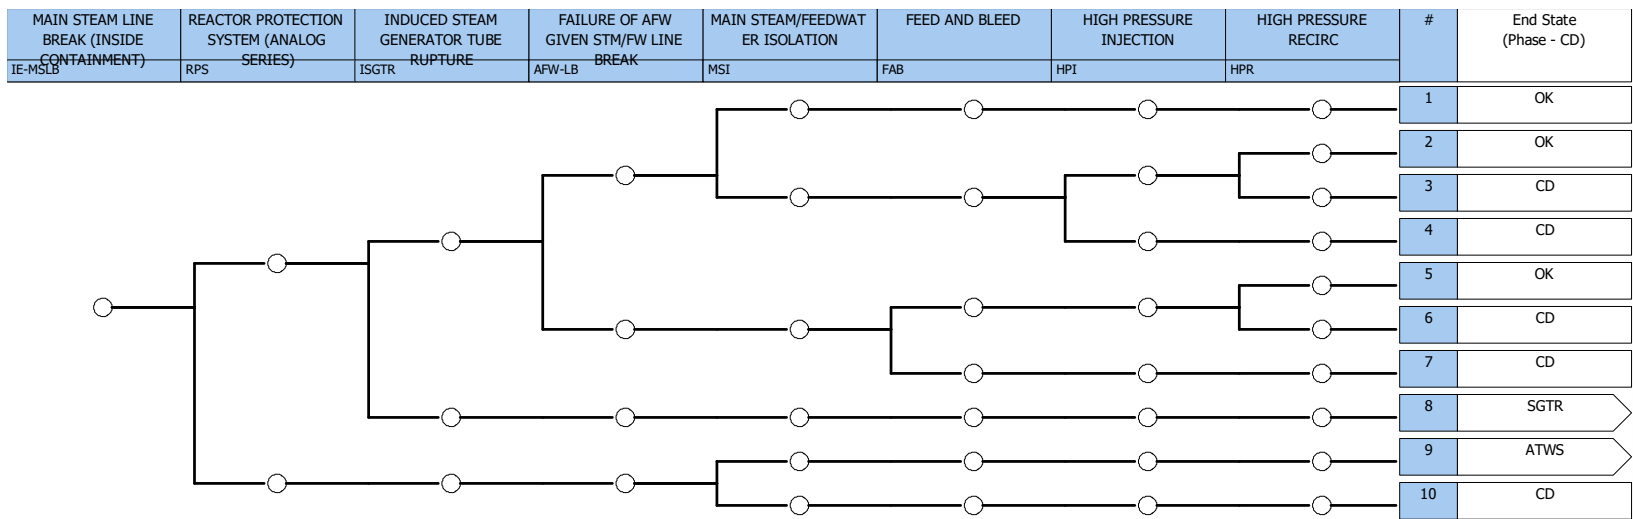 MAIN STEAM LINE
BREAK (INSIDE
CONTAINMENT)
IE-MSLB
REACTOR PROTECTION
SYSTEM (ANALOG
SERIES)
RPS
INDUCED STEAM
GENERATOR TUBE
RUPTURE
ISGTR
FAILURE OF AFW
GIVEN STM/FW LINE
BREAK
AFW-LB
MAIN STEAM/FEEDWAT
ER ISOLATION
MSI
FEED AND BLEED
FAB
HIGH PRESSURE
INJECTION
HPI
HIGH PRESSURE
RECIRC
HPR
#
End State
(Phase - CD)
1 OK
2 OK
3 CD
4 CD
5 OK
6 CD
7 CD
8 SGTR
9 ATWS
10 CD